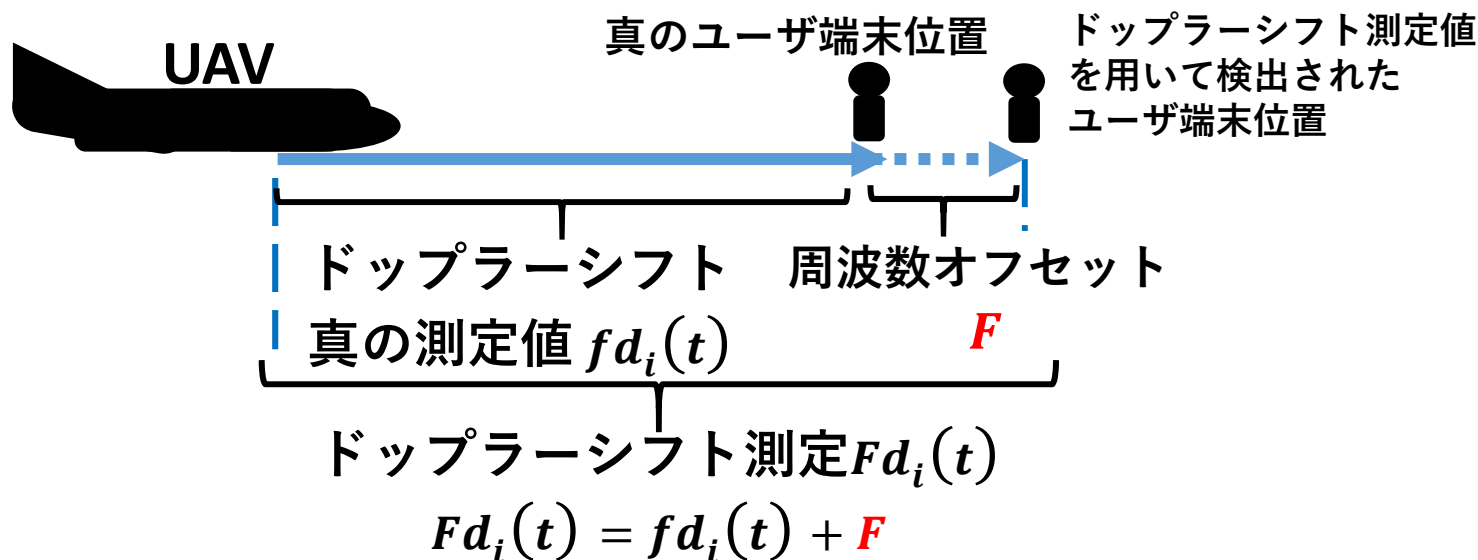 UAV
真のユーザ端末位置
ドップラーシフト測定値
を用いて検出された
ユーザ端末位置
ドップラーシフト
真の測定値 fd_i(t)
周波数オフセット
F
ドップラーシフト測定Fd_i(t)
Fd_i(t) = fd_i(t) + F